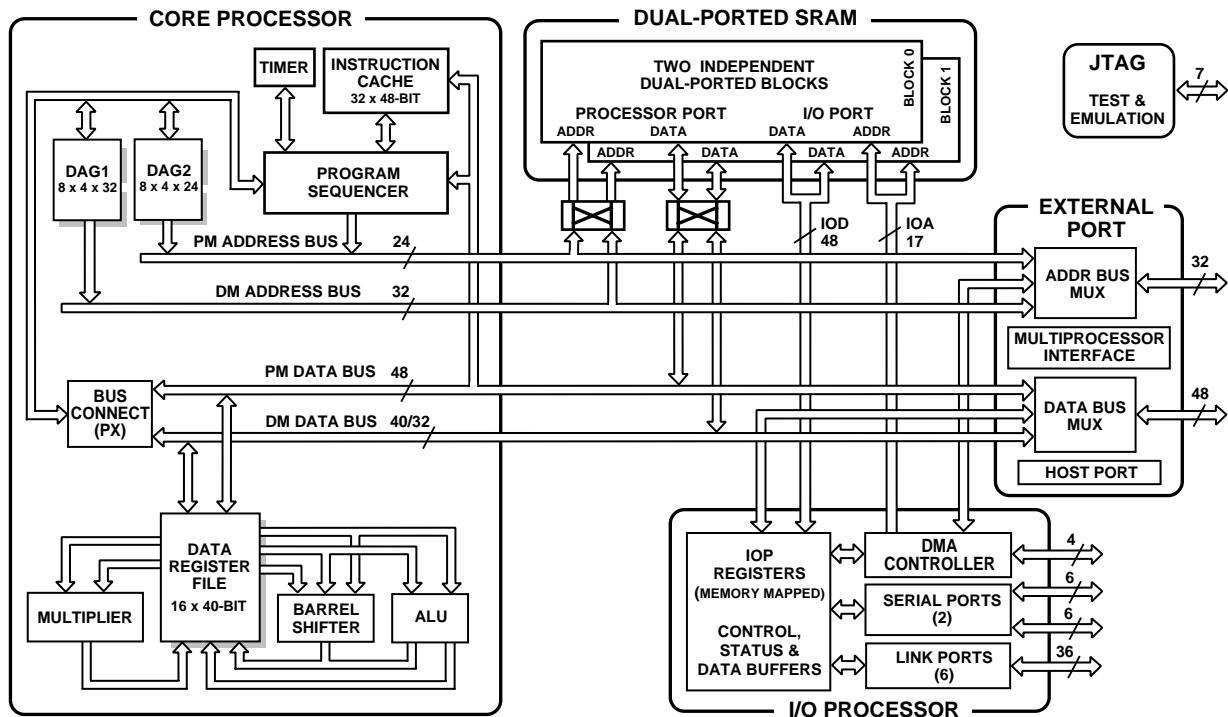 CORE PROCESSOR
TIMER
INSTRUCTION
CACHE
32 x 48-BIT
DAG1
8 x 4 x 32
DAG2
8 x 4 x 24
PROGRAM
SEQUENCER
PM ADDRESS BUS
24
DM ADDRESS BUS
32
PM DATA BUS
48
BUS
CONNECT
(PX)
DM DATA BUS
40/32
DATA
REGISTER
FILE
16 x 40-BIT
MULTIPLIER
BARREL
SHIFTER
ALU
DUAL-PORTED SRAM
TWO INDEPENDENT
DUAL-PORTED BLOCKS
BLOCK 0
BLOCK 1
PROCESSOR PORT
I/O PORT
ADDR
DATA
DATA
ADDR
ADDR
DATA
DATA
ADDR
IOD
48
IOA
17
JTAG
TEST &
EMULATION
7
EXTERNAL
PORT
ADDR BUS
MUX
32
MULTIPROCESSOR
INTERFACE
DATA BUS
MUX
48
HOST PORT
IOP
REGISTERS
(MEMORY MAPPED)
CONTROL,
STATUS &
DATA BUFFERS
DMA
CONTROLLER
4
SERIAL PORTS
(2)
6
6
LINK PORTS
(6)
36
I/O PROCESSOR